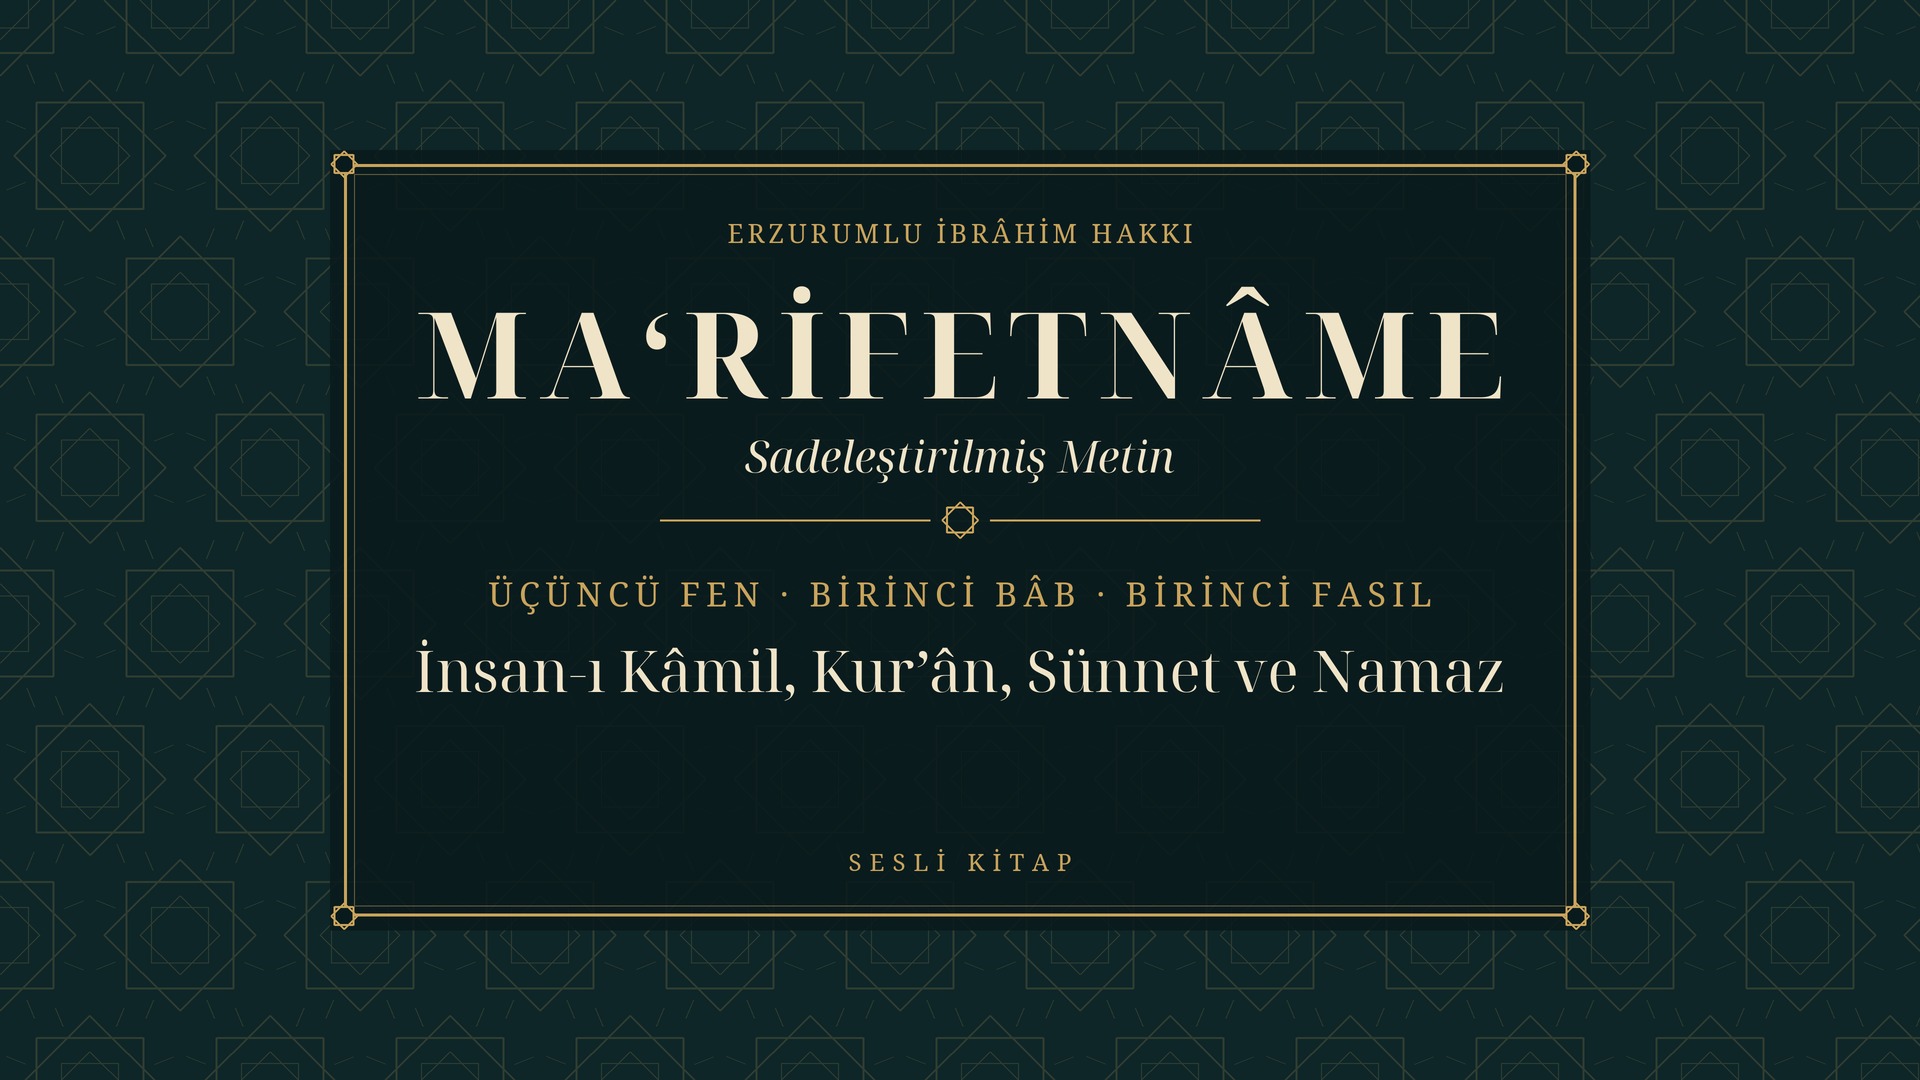 ERZURUMLU İBRÂHİM HAKKI
MA‘RİFETNÂME
Sadeleştirilmiş Metin
ÜÇÜNCÜ FEN · BİRİNCİ BÂB · BİRİNCİ FASIL
İnsan-ı Kâmil, Kur’ân, Sünnet ve Namaz
SESLİ KİTAP